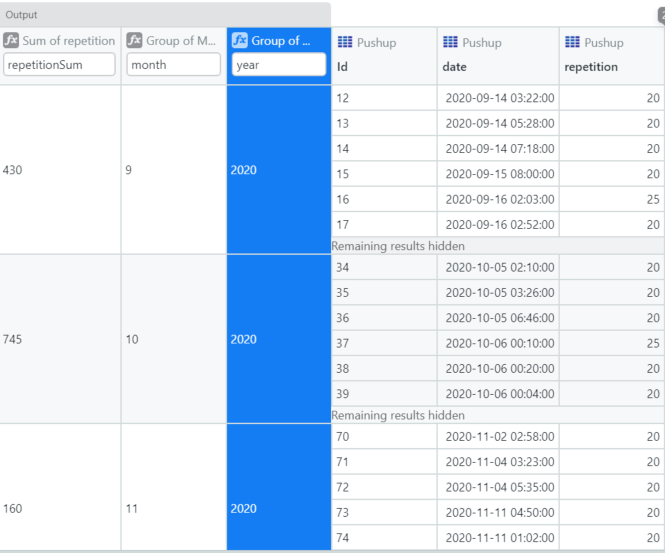 Output
fx Sum of repetition fx Group of M... fx Group of ... Pushup Pushup Pushup
repetitionSum month year Id date repetition
12 2020-09-14 03:22:00 20
13 2020-09-14 05:28:00 20
14 2020-09-14 07:18:00 20
430 9 2020 15 2020-09-15 08:00:00 20
16 2020-09-16 02:03:00 25
17 2020-09-16 02:52:00 20
Remaining results hidden
34 2020-10-05 02:10:00 20
35 2020-10-05 03:26:00 20
36 2020-10-05 06:46:00 20
745 10 2020 37 2020-10-06 00:10:00 25
38 2020-10-06 00:20:00 20
39 2020-10-06 00:04:00 20
Remaining results hidden
70 2020-11-02 02:58:00 20
71 2020-11-04 03:23:00 20
72 2020-11-04 05:35:00 20
160 11 2020 73 2020-11-11 04:50:00 20
74 2020-11-11 01:02:00 20